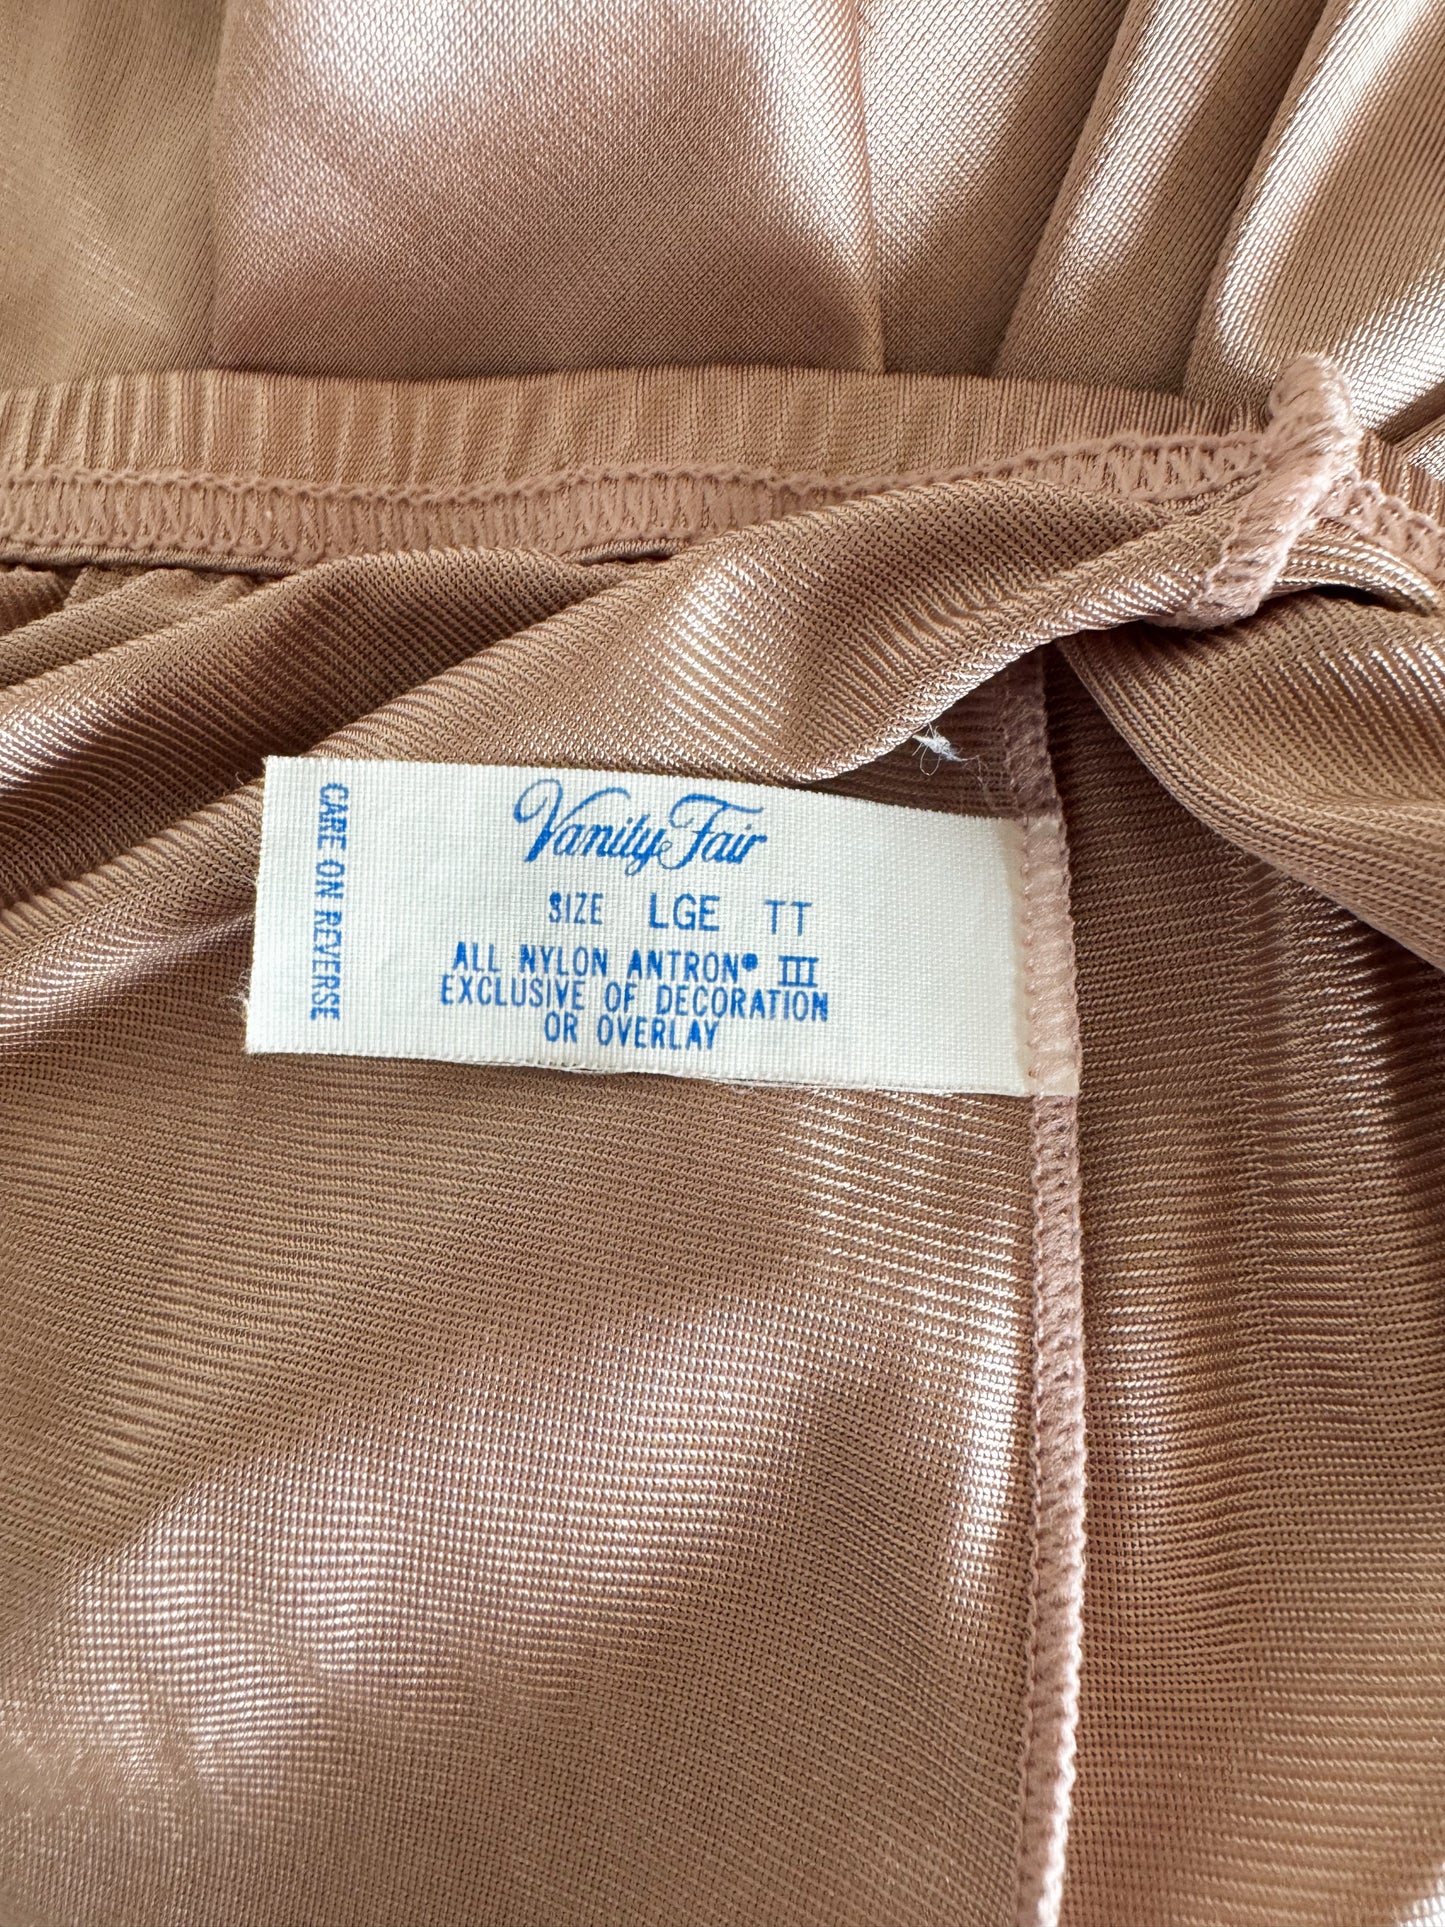 Vanity Fair
SIZE LGE TT
ALL NYLON ANTRON® III
EXCLUSIVE OF DECORATION
OR OVERLAY
CARE ON REVERSE